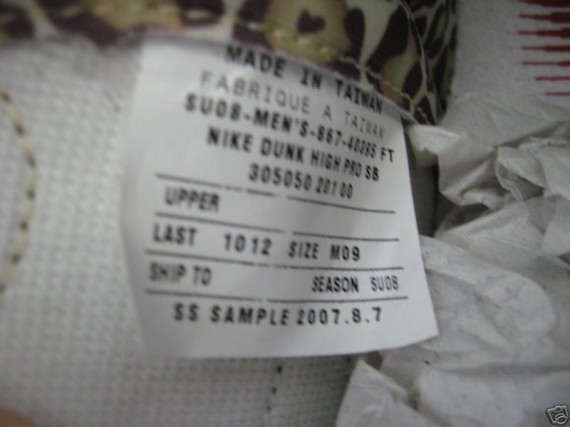 MADE IN TAIWAN
FABRIQUE A TAIWAN
SU08-MEN'S-867-40385 FT
NIKE DUNK HIGH PRO SB
305050 201 00
UPPER
LAST 1012 SIZE M09
SHIP TO SEASON SU08
SS SAMPLE 2007.8.7